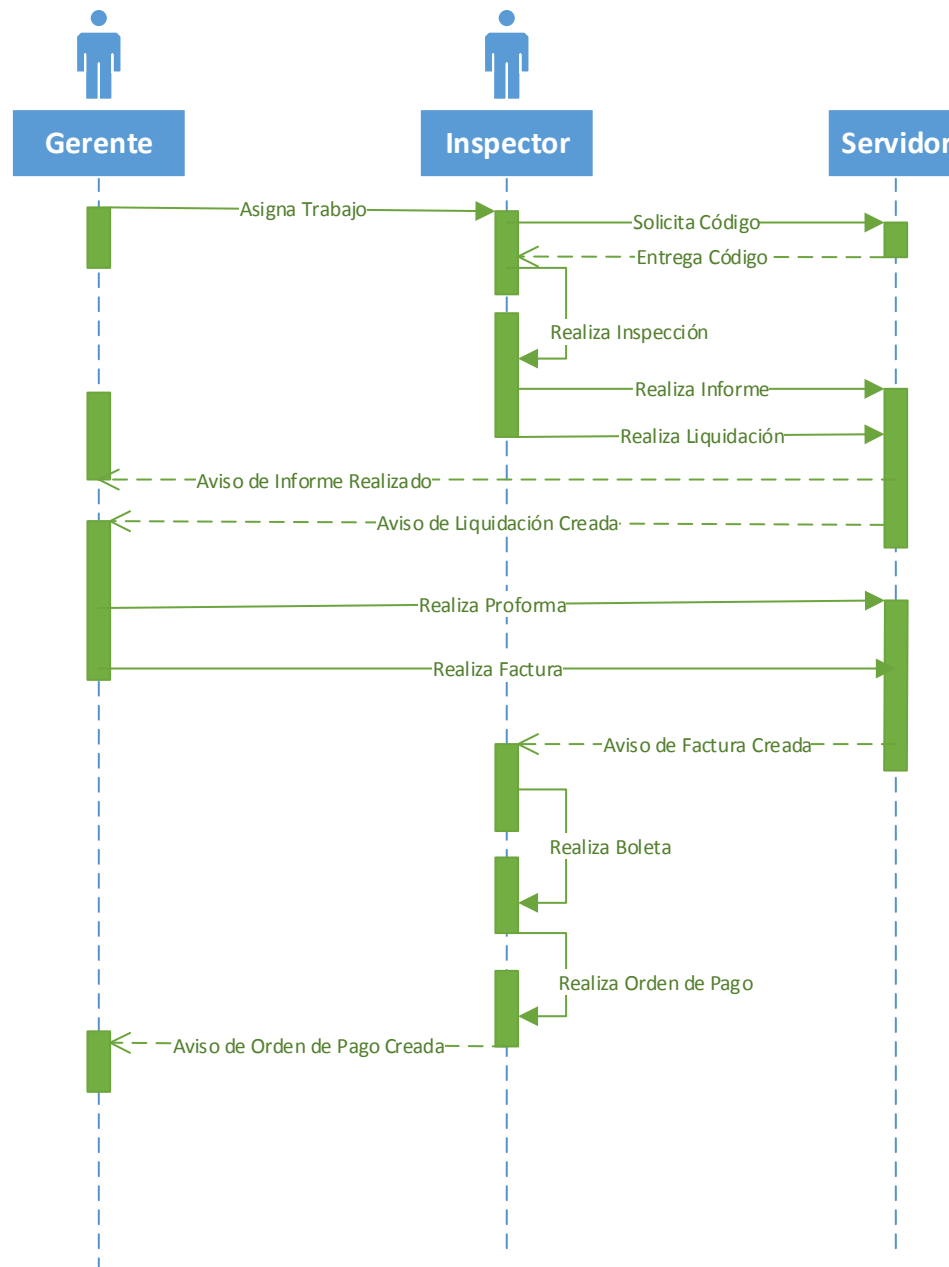 Gerente
Inspector
Servidor
Asigna Trabajo
Solicita Código
Entrega Código
Realiza Inspección
Realiza Informe
Realiza Liquidación
Aviso de Informe Realizado
Aviso de Liquidación Creada
Realiza Proforma
Realiza Factura
Aviso de Factura Creada
Realiza Boleta
Realiza Orden de Pago
Aviso de Orden de Pago Creada